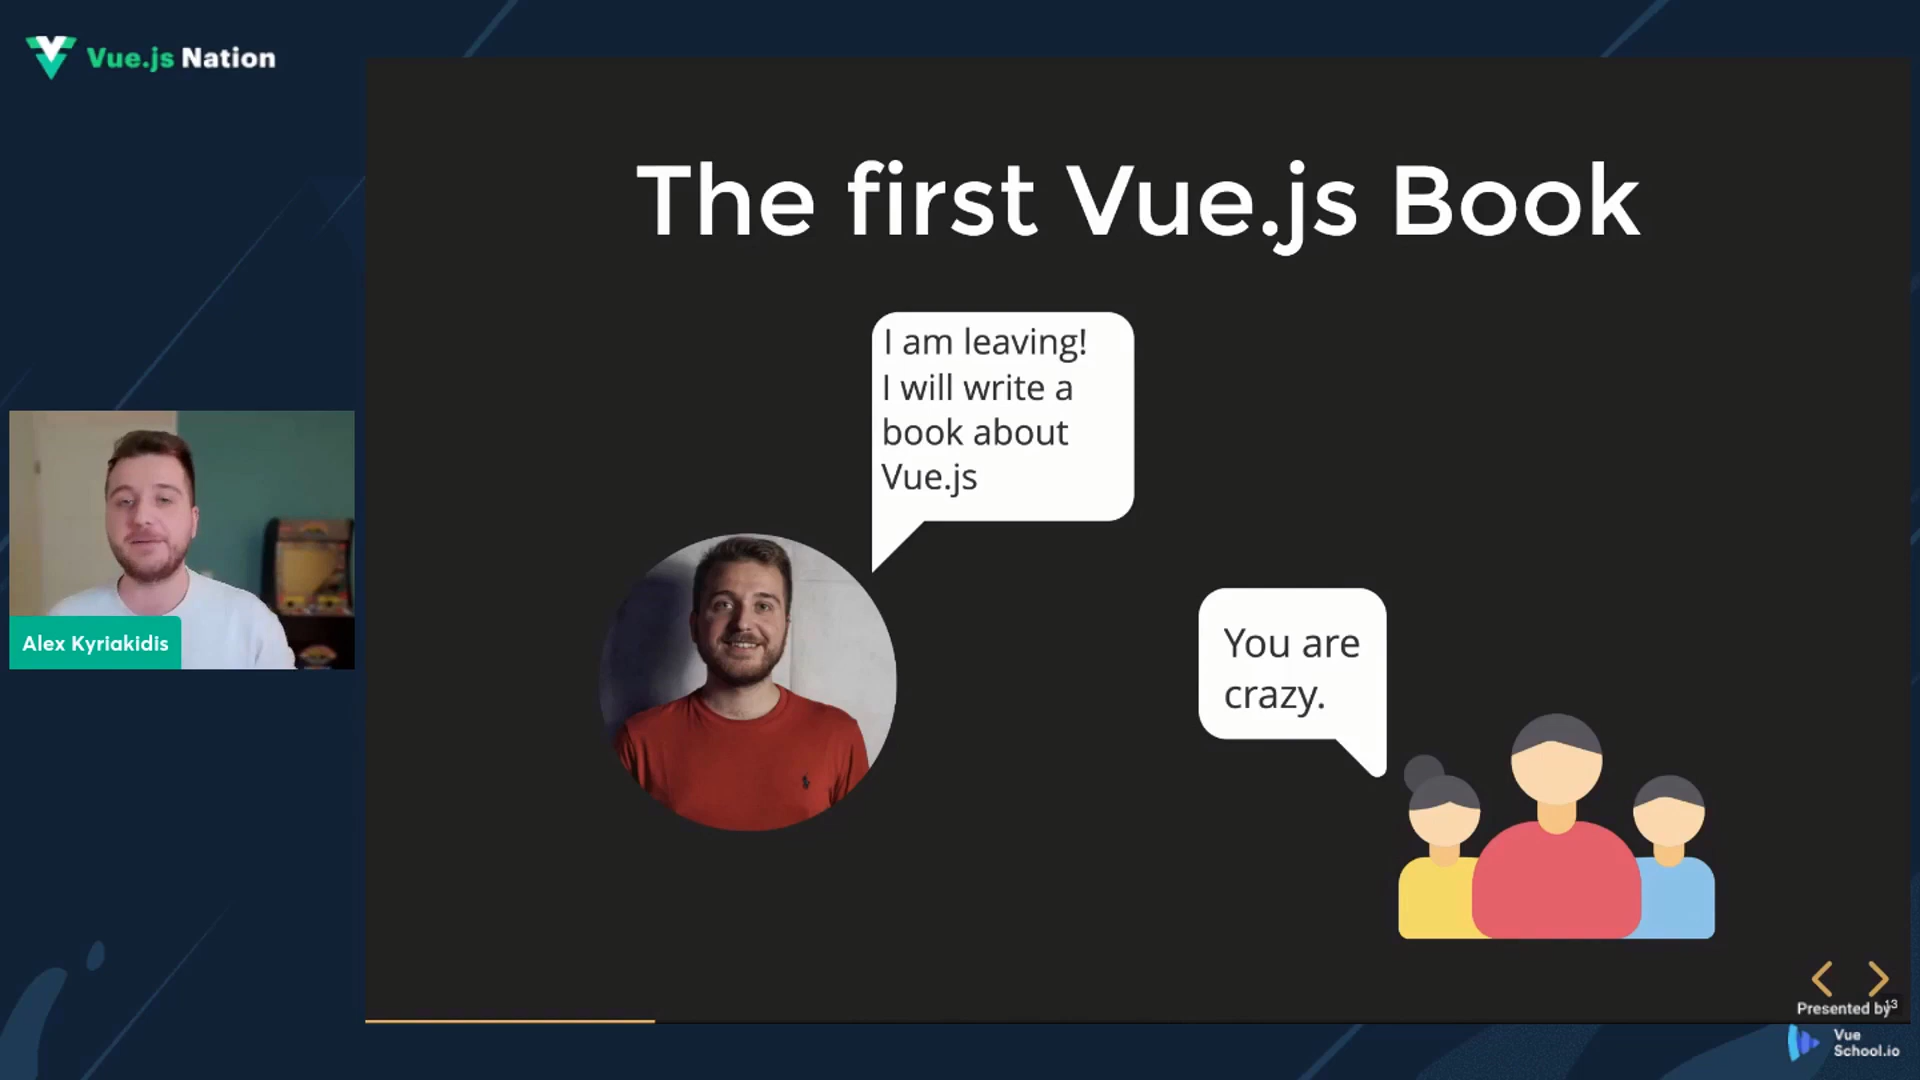 Vue.js Nation
The first Vue.js Book
I am leaving!
I will write a
book about
Vue.js
You are
crazy.
Alex Kyriakidis
13
Presented by
Vue
School.io